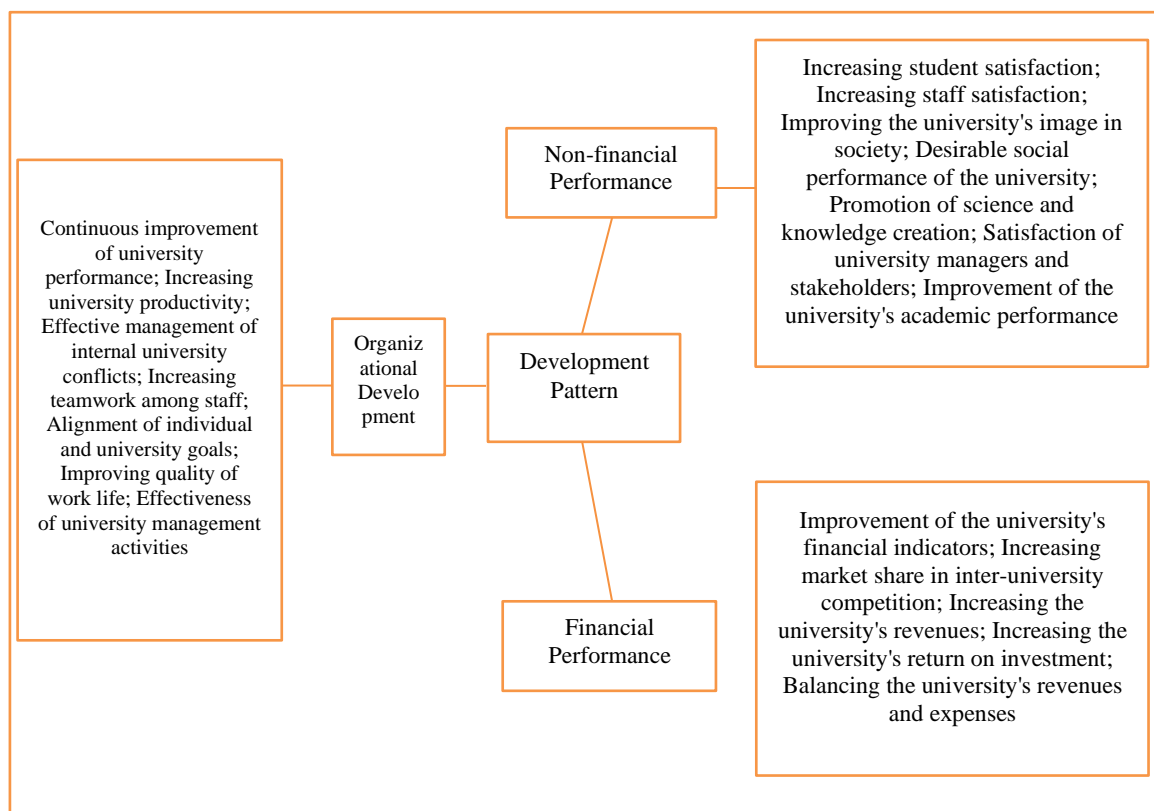 Continuous improvement
of university
performance; Increasing
university productivity;
Effective management of
internal university
conflicts; Increasing
teamwork among staff;
Alignment of individual
and university goals;
Improving quality of
work life; Effectiveness
of university management
activities
Organiz
ational
Develo
pment
Development
Pattern
Non-financial
Performance
Increasing student satisfaction;
Increasing staff satisfaction;
Improving the university's image in
society; Desirable social
performance of the university;
Promotion of science and
knowledge creation; Satisfaction of
university managers and
stakeholders; Improvement of the
university's academic performance
Financial
Performance
Improvement of the university's
financial indicators; Increasing
market share in inter-university
competition; Increasing the
university's revenues; Increasing the
university's return on investment;
Balancing the university's revenues
and expenses